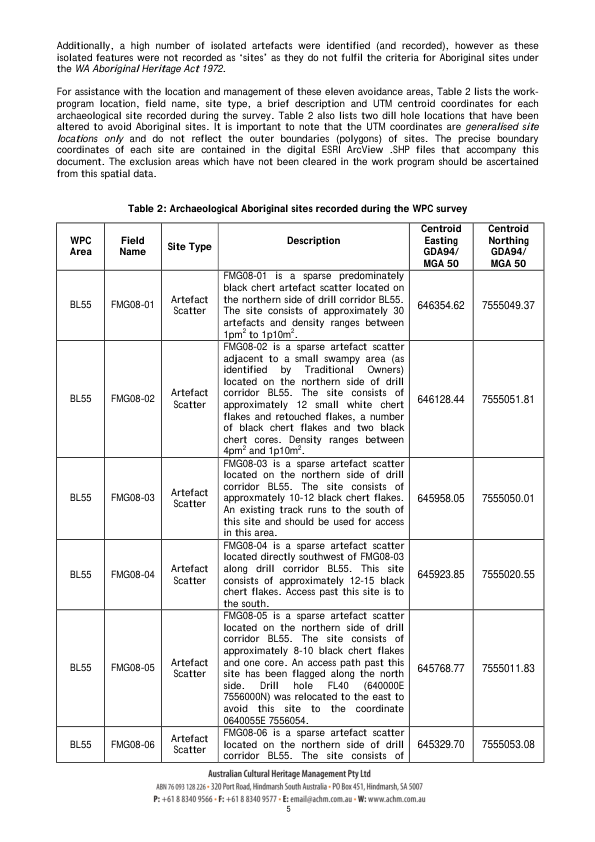 Additionally, a high number of isolated artefacts were identified (and recorded), however as these
isolated features were not recorded as 'sites' as they do not fulfil the criteria for Aboriginal sites under
the WA Aboriginal Heritage Act 1972.
For assistance with the location and management of these eleven avoidance areas, Table 2 lists the work-
program location, field name, site type, a brief description and UTM centroid coordinates for each
archaeological site recorded during the survey. Table 2 also lists two dill hole locations that have been
altered to avoid Aboriginal sites. It is important to note that the UTM coordinates are generalised site
locations only and do not reflect the outer boundaries (polygons) of sites. The precise boundary
coordinates of each site are contained in the digital ESRI ArcView .SHP files that accompany this
document. The exclusion areas which have not been cleared in the work program should be ascertained
from this spatial data.
Table 2: Archaeological Aboriginal sites recorded during the WPC survey
WPC
Area
Field
Name
Site Type
Description
Centroid
Easting
GDA94/
MGA 50
Centroid
Northing
GDA94/
MGA 50
BL55
FMG08-01
Artefact
Scatter
FMG08-01 is a sparse predominately
black chert artefact scatter located on
the northern side of drill corridor BL55.
The site consists of approximately 30
artefacts and density ranges between
1pm² to 1p10m².
646354.62
7555049.37
BL55
FMG08-02
Artefact
Scatter
FMG08-02 is a sparse artefact scatter
adjacent to a small swampy area (as
identified by Traditional Owners)
located on the northern side of drill
corridor BL55. The site consists of
approximately 12 small white chert
flakes and retouched flakes, a number
of black chert flakes and two black
chert cores. Density ranges between
4pm² and 1p10m².
646128.44
7555051.81
BL55
FMG08-03
Artefact
Scatter
FMG08-03 is a sparse artefact scatter
located on the northern side of drill
corridor BL55. The site consists of
approxmately 10-12 black chert flakes.
An existing track runs to the south of
this site and should be used for access
in this area.
645958.05
7555050.01
BL55
FMG08-04
Artefact
Scatter
FMG08-04 is a sparse artefact scatter
located directly southwest of FMG08-03
along drill corridor BL55. This site
consists of approximately 12-15 black
chert flakes. Access past this site is to
the south.
645923.85
7555020.55
BL55
FMG08-05
Artefact
Scatter
FMG08-05 is a sparse artefact scatter
located on the northern side of drill
corridor BL55. The site consists of
approximately 8-10 black chert flakes
and one core. An access path past this
site has been flagged along the north
side. Drill hole FL40 (640000E
7556000N) was relocated to the east to
avoid this site to the coordinate
0640055E 7556054.
645768.77
7555011.83
BL55
FMG08-06
Artefact
Scatter
FMG08-06 is a sparse artefact scatter
located on the northern side of drill
corridor BL55. The site consists of
645329.70
7555053.08
Australian Cultural Heritage Management Pty Ltd
ABN 76 093 128 226 - 320 Port Road, Hindmarsh South Australia - PO Box 451, Hindmarsh, SA 5007
P: +61 8 8340 9566 - F: +61 8 8340 9577 - E: email@achm.com.au - W: www.achm.com.au
5